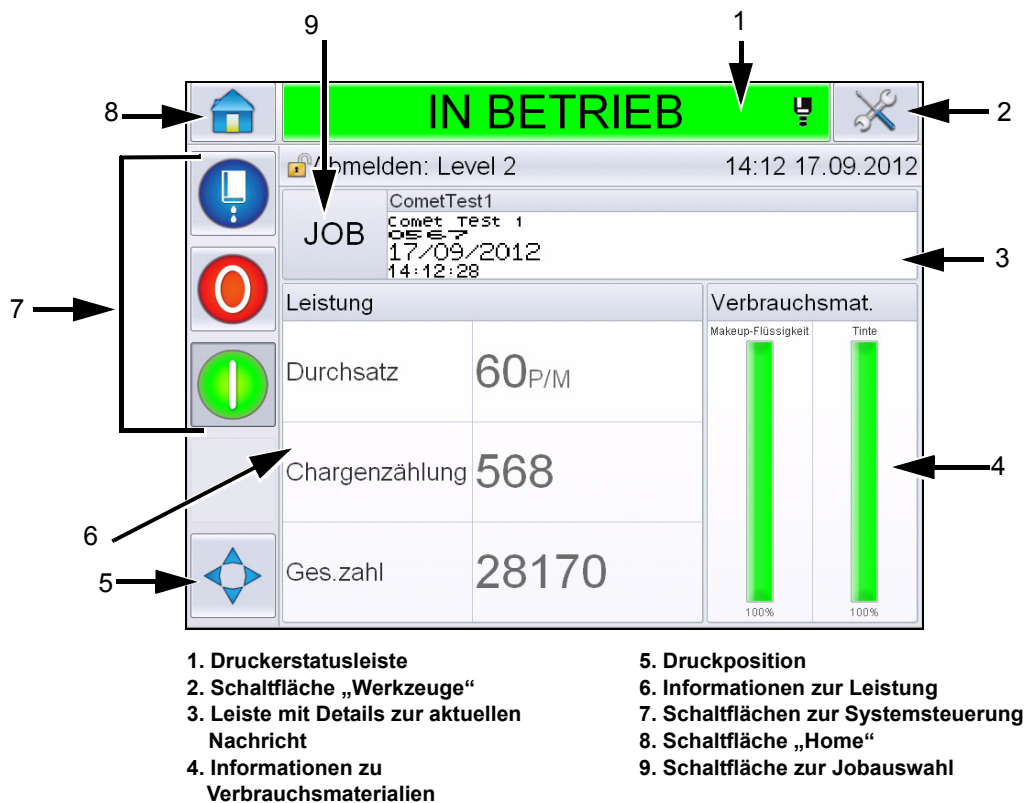 9
1
IN BETRIEB
8
2
Abmelden: Level 2
14:12 17.09.2012
CometTest1
JOB
Comet Test 1
0567
17/09/2012
14:12:28
3
7
Leistung
Verbrauchsmat.
Makeup-Flüssigkeit
Tinte
Durchsatz
60P/M
Chargenzählung
568
4
6
5
Ges.zahl
28170
100%
100%
1. Druckerstatusleiste
2. Schaltfläche „Werkzeuge“
3. Leiste mit Details zur aktuellen
Nachricht
4. Informationen zu
Verbrauchsmaterialien
5. Druckposition
6. Informationen zur Leistung
7. Schaltflächen zur Systemsteuerung
8. Schaltfläche „Home“
9. Schaltfläche zur Jobauswahl